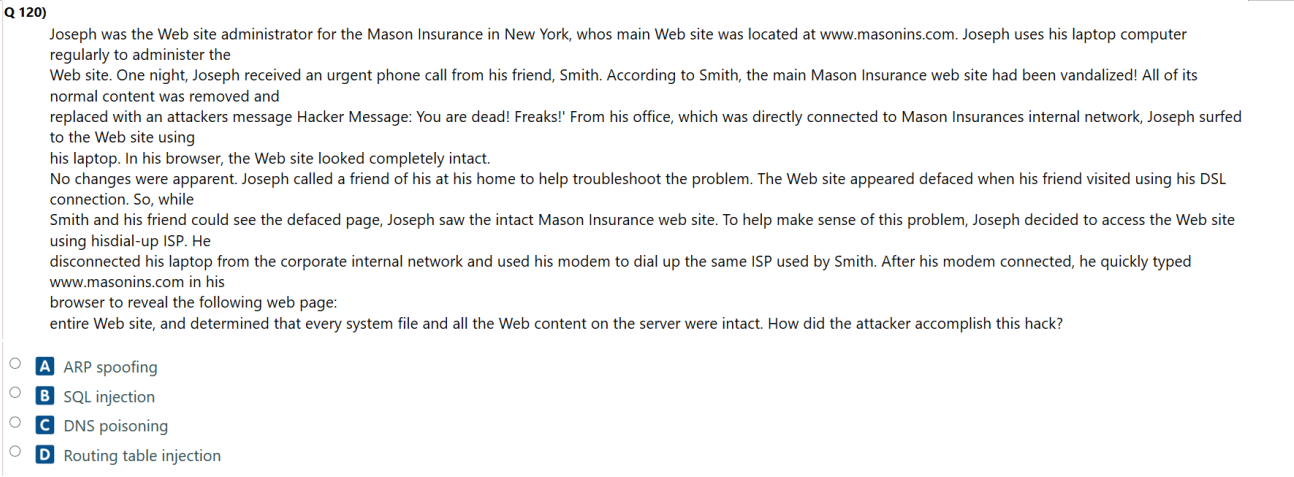 Q 120)
Joseph was the Web site administrator for the Mason Insurance in New York, whos main Web site was located at www.masonins.com. Joseph uses his laptop computer
regularly to administer the
Web site. One night, Joseph received an urgent phone call from his friend, Smith. According to Smith, the main Mason Insurance web site had been vandalized! All of its
normal content was removed and
replaced with an attackers message Hacker Message: You are dead! Freaks!' From his office, which was directly connected to Mason Insurances internal network, Joseph surfed
to the Web site using
his laptop. In his browser, the Web site looked completely intact.
No changes were apparent. Joseph called a friend of his at his home to help troubleshoot the problem. The Web site appeared defaced when his friend visited using his DSL
connection. So, while
Smith and his friend could see the defaced page, Joseph saw the intact Mason Insurance web site. To help make sense of this problem, Joseph decided to access the Web site
using hisdial-up ISP. He
disconnected his laptop from the corporate internal network and used his modem to dial up the same ISP used by Smith. After his modem connected, he quickly typed
www.masonins.com in his
browser to reveal the following web page:
entire Web site, and determined that every system file and all the Web content on the server were intact. How did the attacker accomplish this hack?
A ARP spoofing
B SQL injection
C DNS poisoning
D Routing table injection